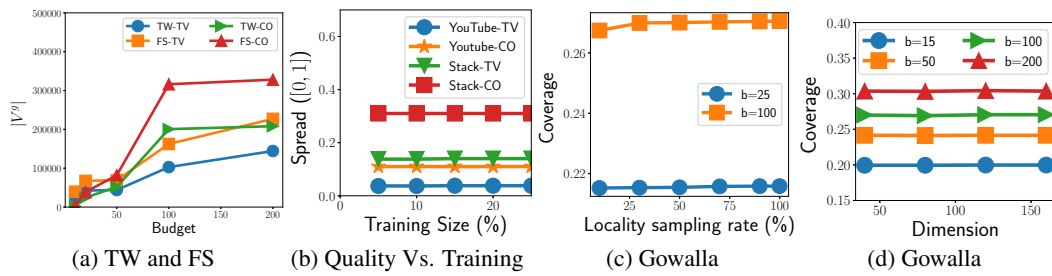 500000
400000
300000
200000
100000
0
|V^g|
0 50 100 150 200
Budget
TW-TV
FS-TV
TW-CO
FS-CO
(a) TW and FS
0.6
0.4
0.2
0.0
Spread ([0, 1])
0 10 20
Training Size (%)
YouTube-TV
Youtube-CO
Stack-TV
Stack-CO
(b) Quality Vs. Training
0.26
0.24
0.22
Coverage
25 50 75 100
Locality sampling rate (%)
b=25
b=100
(c) Gowalla
0.40
0.35
0.30
0.25
0.20
0.15
Coverage
50 100 150
Dimension
b=15
b=50
b=100
b=200
(d) Gowalla